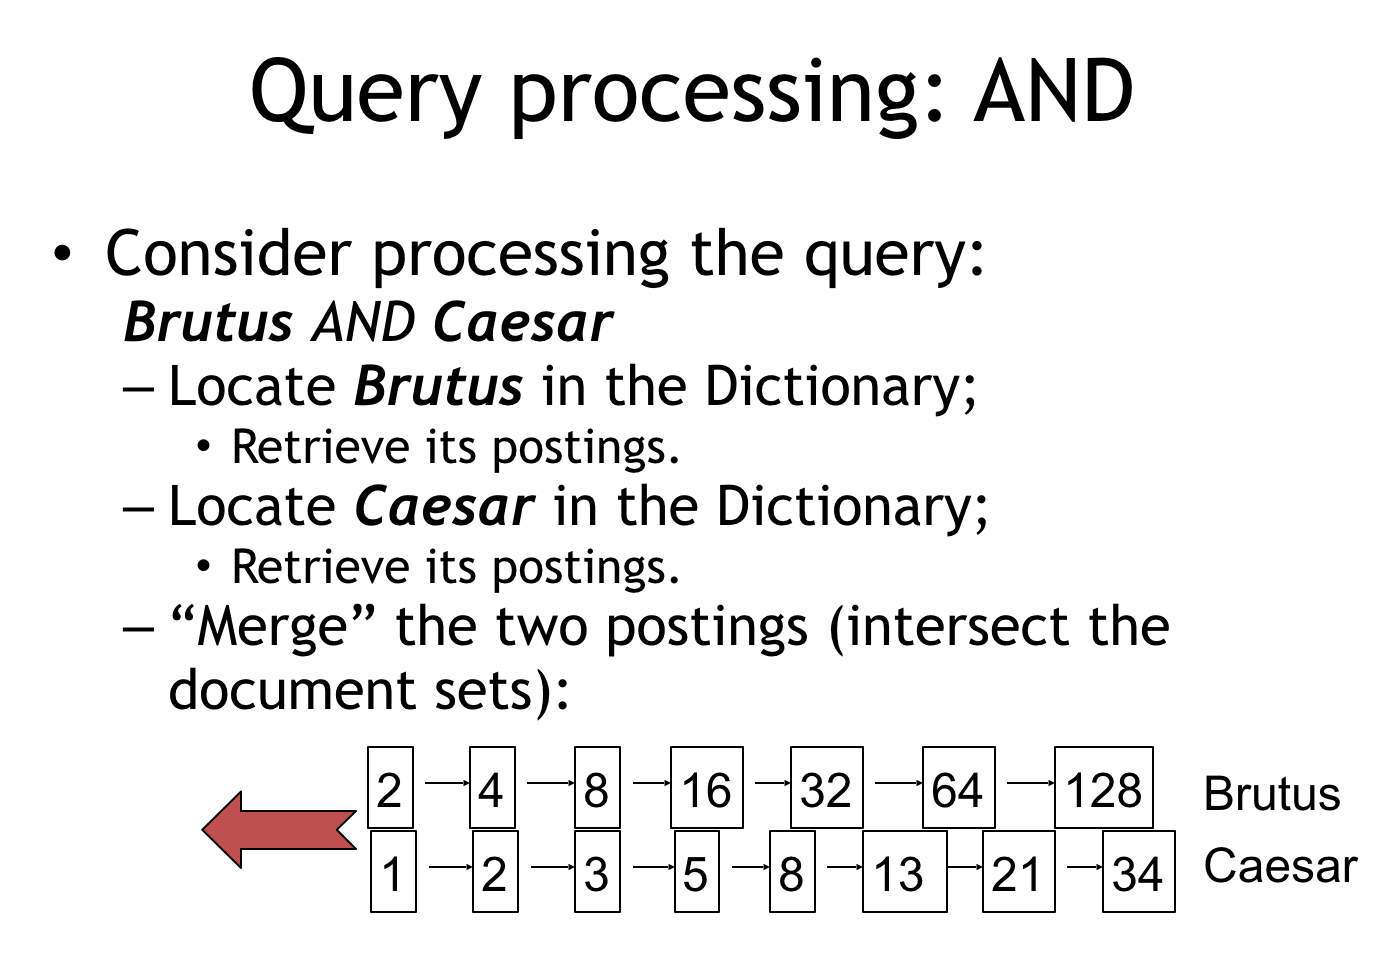 Query processing: AND
• Consider processing the query:
Brutus AND Caesar
– Locate Brutus in the Dictionary;
• Retrieve its postings.
– Locate Caesar in the Dictionary;
• Retrieve its postings.
– “Merge” the two postings (intersect the
document sets):
2 4 8 16 32 64 128 Brutus
1 2 3 5 8 13 21 34 Caesar